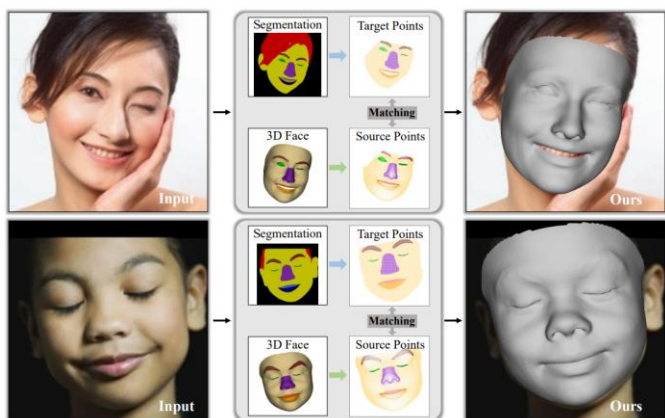 Segmentation
Target Points
Matching
3D Face
Source Points
Input
Ours
Segmentation
Target Points
Matching
3D Face
Source Points
Input
Ours